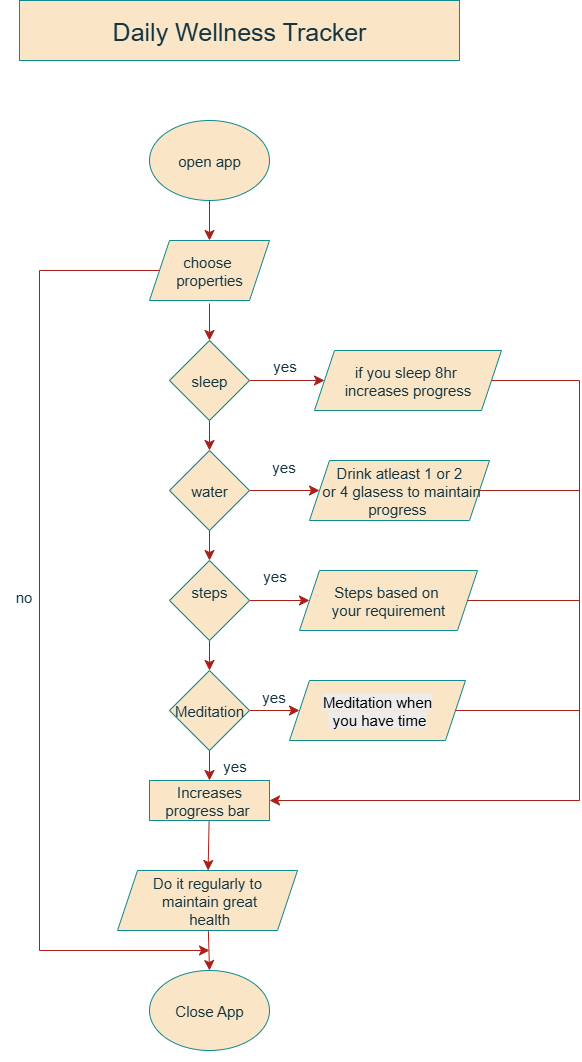 Daily Wellness Tracker
open app
choose
properties
sleep
yes
if you sleep 8hr
increases progress
water
yes
Drink atleast 1 or 2
or 4 glasess to maintain
progress
steps
yes
Steps based on
your requirement
no
Meditation
yes
Meditation when
you have time
yes
Increases
progress bar
Do it regularly to
maintain great
health
Close App